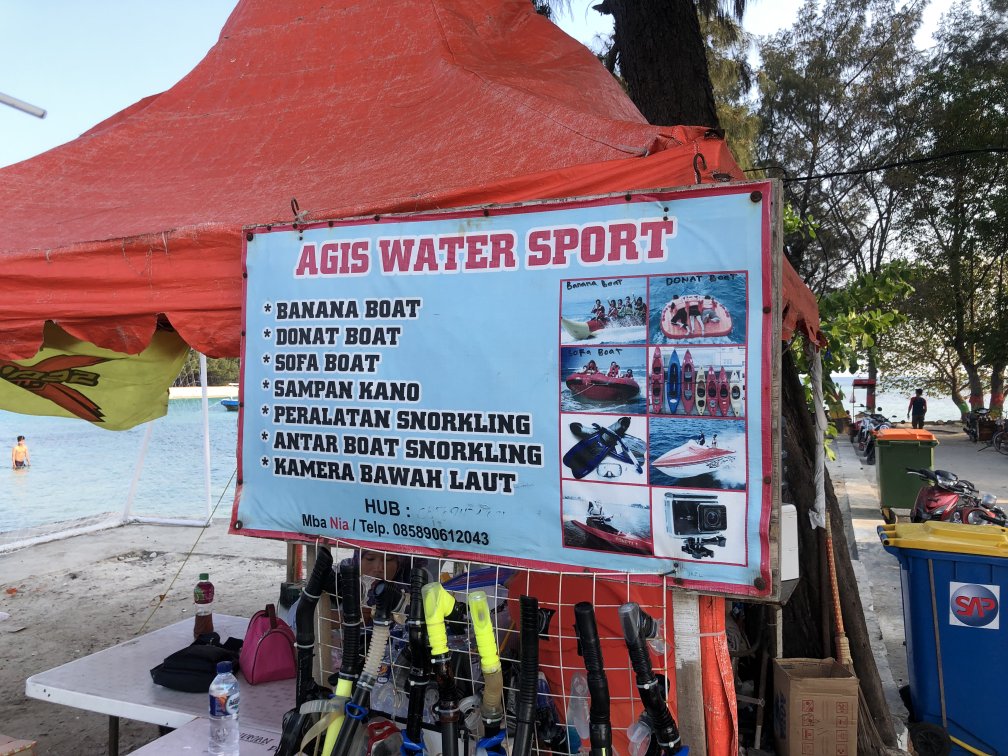 AGIS WATER SPORT
* BANANA BOAT
* DONAT BOAT
* SOFA BOAT
* SAMPAN KANO
* PERALATAN SNORKLING
* ANTAR BOAT SNORKLING
* KAMERA BAWAH LAUT
HUB :
Mba Nia / Telp. 085890612043
Banana Boat
DONAT BOAT
SOFA BOAT
SAP